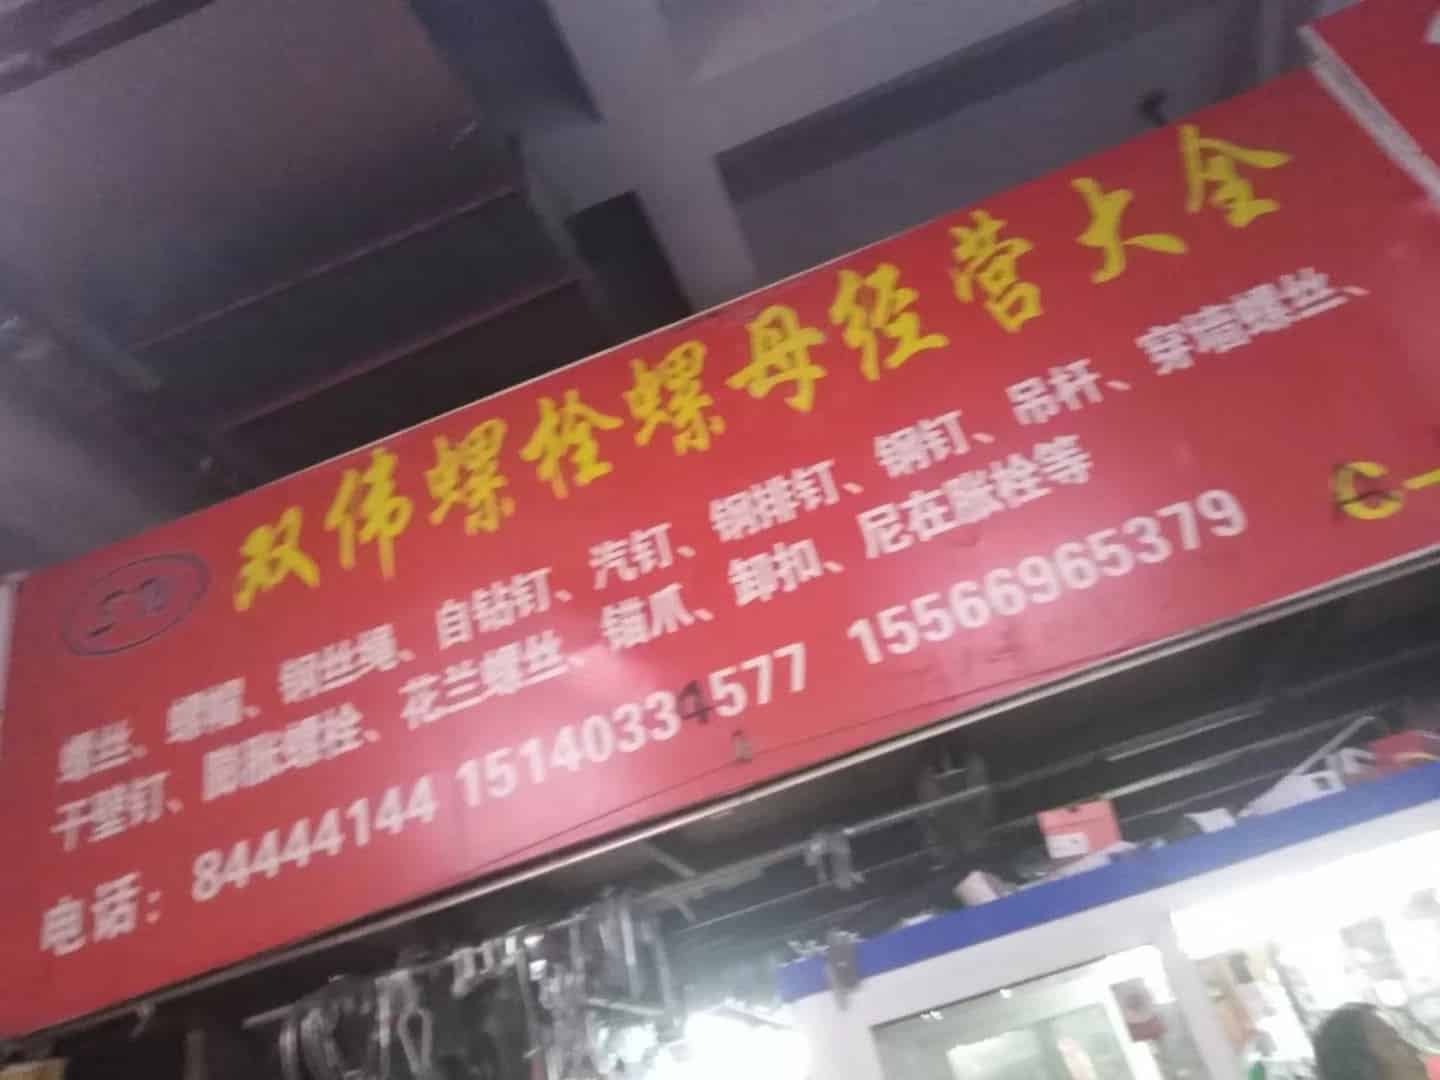 双伟螺栓螺母经营大全
螺丝、螺帽、钢丝绳、自钻钉、汽钉、钢排钉、钢钉、吊杆、穿墙螺丝、
干壁钉、膨胀螺栓、花兰螺丝、锚爪、卸扣、尼在胀栓等
电话：84444144 15140334577 15566965379
C-